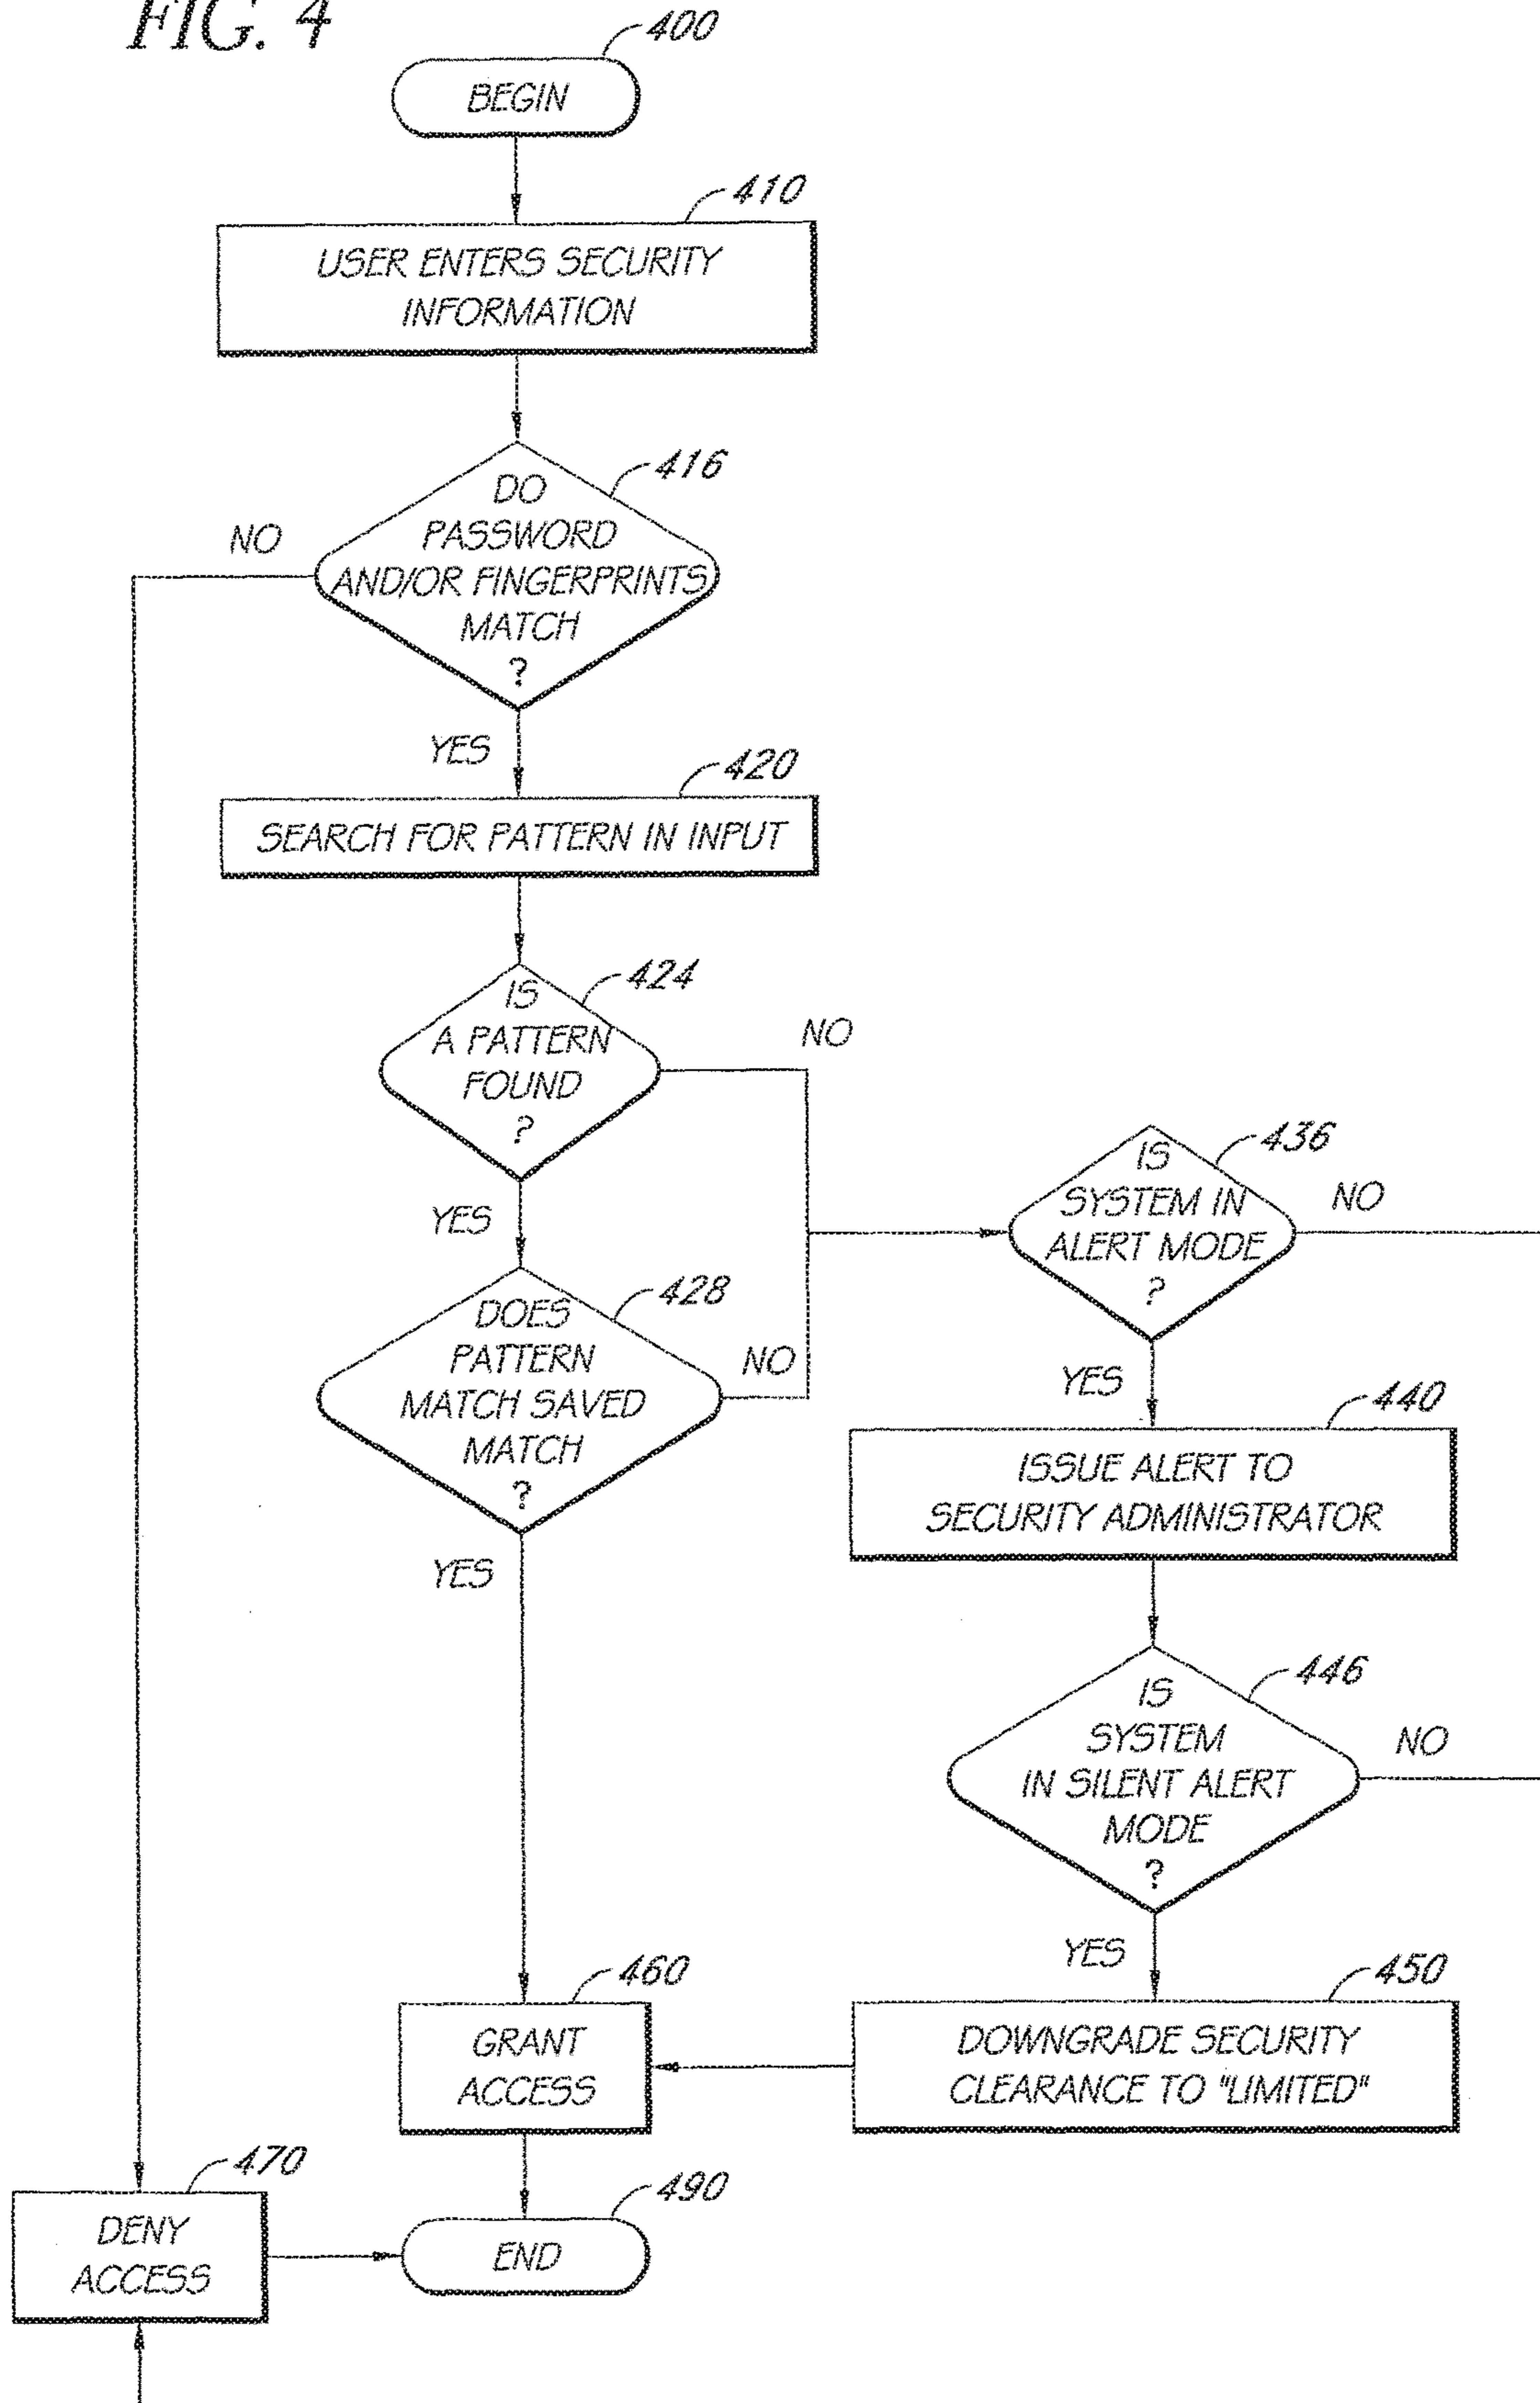 FIG. 4
400
BEGIN
410
USER ENTERS SECURITY
INFORMATION
416
DO
PASSWORD
AND/OR FINGERPRINTS
MATCH
?
NO
YES
420
SEARCH FOR PATTERN IN INPUT
424
IS
A PATTERN
FOUND
?
NO
YES
428
DOES
PATTERN
MATCH SAVED
MATCH
?
NO
YES
436
IS
SYSTEM IN
ALERT MODE
?
NO
YES
440
ISSUE ALERT TO
SECURITY ADMINISTRATOR
446
IS
SYSTEM
IN SILENT ALERT
MODE
?
NO
YES
450
DOWNGRADE SECURITY
CLEARANCE TO "LIMITED"
460
GRANT
ACCESS
470
DENY
ACCESS
490
END